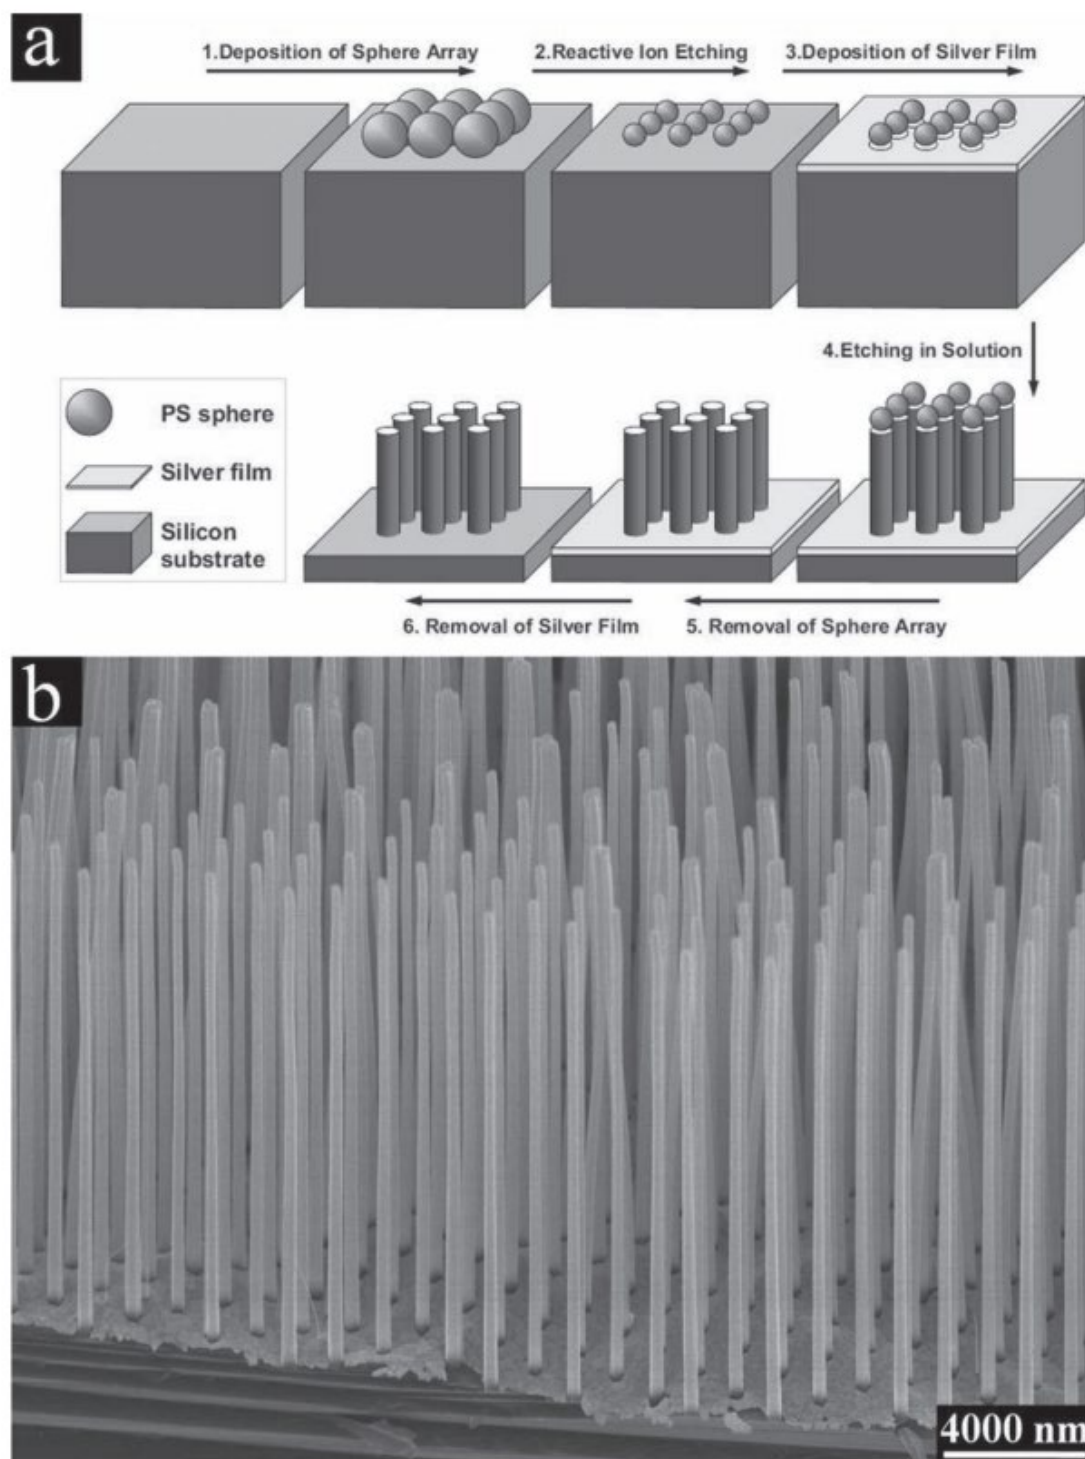 a
1.Deposition of Sphere Array
2.Reactive Ion Etching
3.Deposition of Silver Film
4.Etching in Solution
PS sphere
Silver film
Silicon
substrate
6. Removal of Silver Film
5. Removal of Sphere Array
b
4000 nm